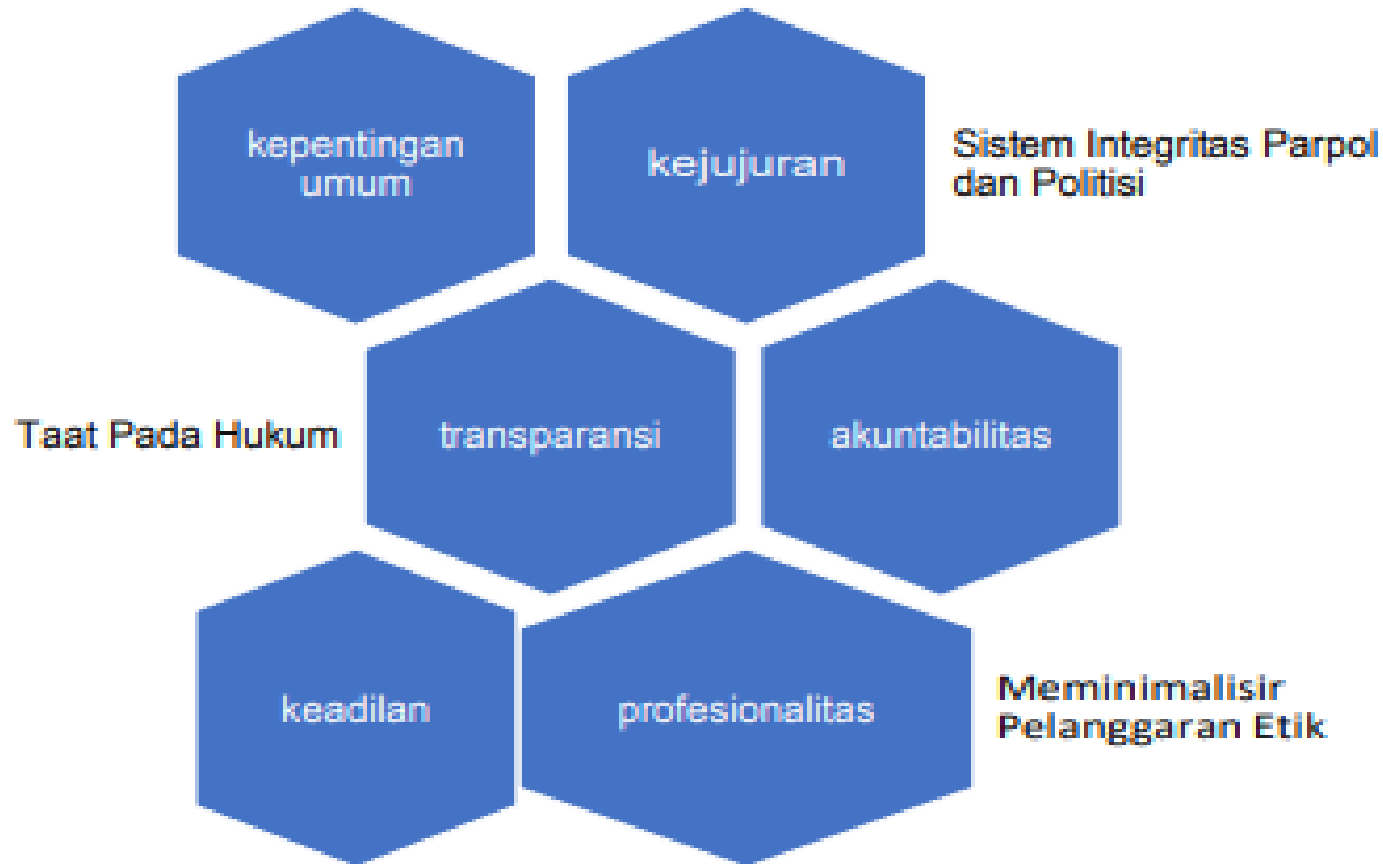 kepentingan
umum
kejujuran
Sistem Integritas Parpol
dan Politisi
Taat Pada Hukum
transparansi
akuntabilitas
keadilan
profesionalitas
Meminimalisir
Pelanggaran Etik